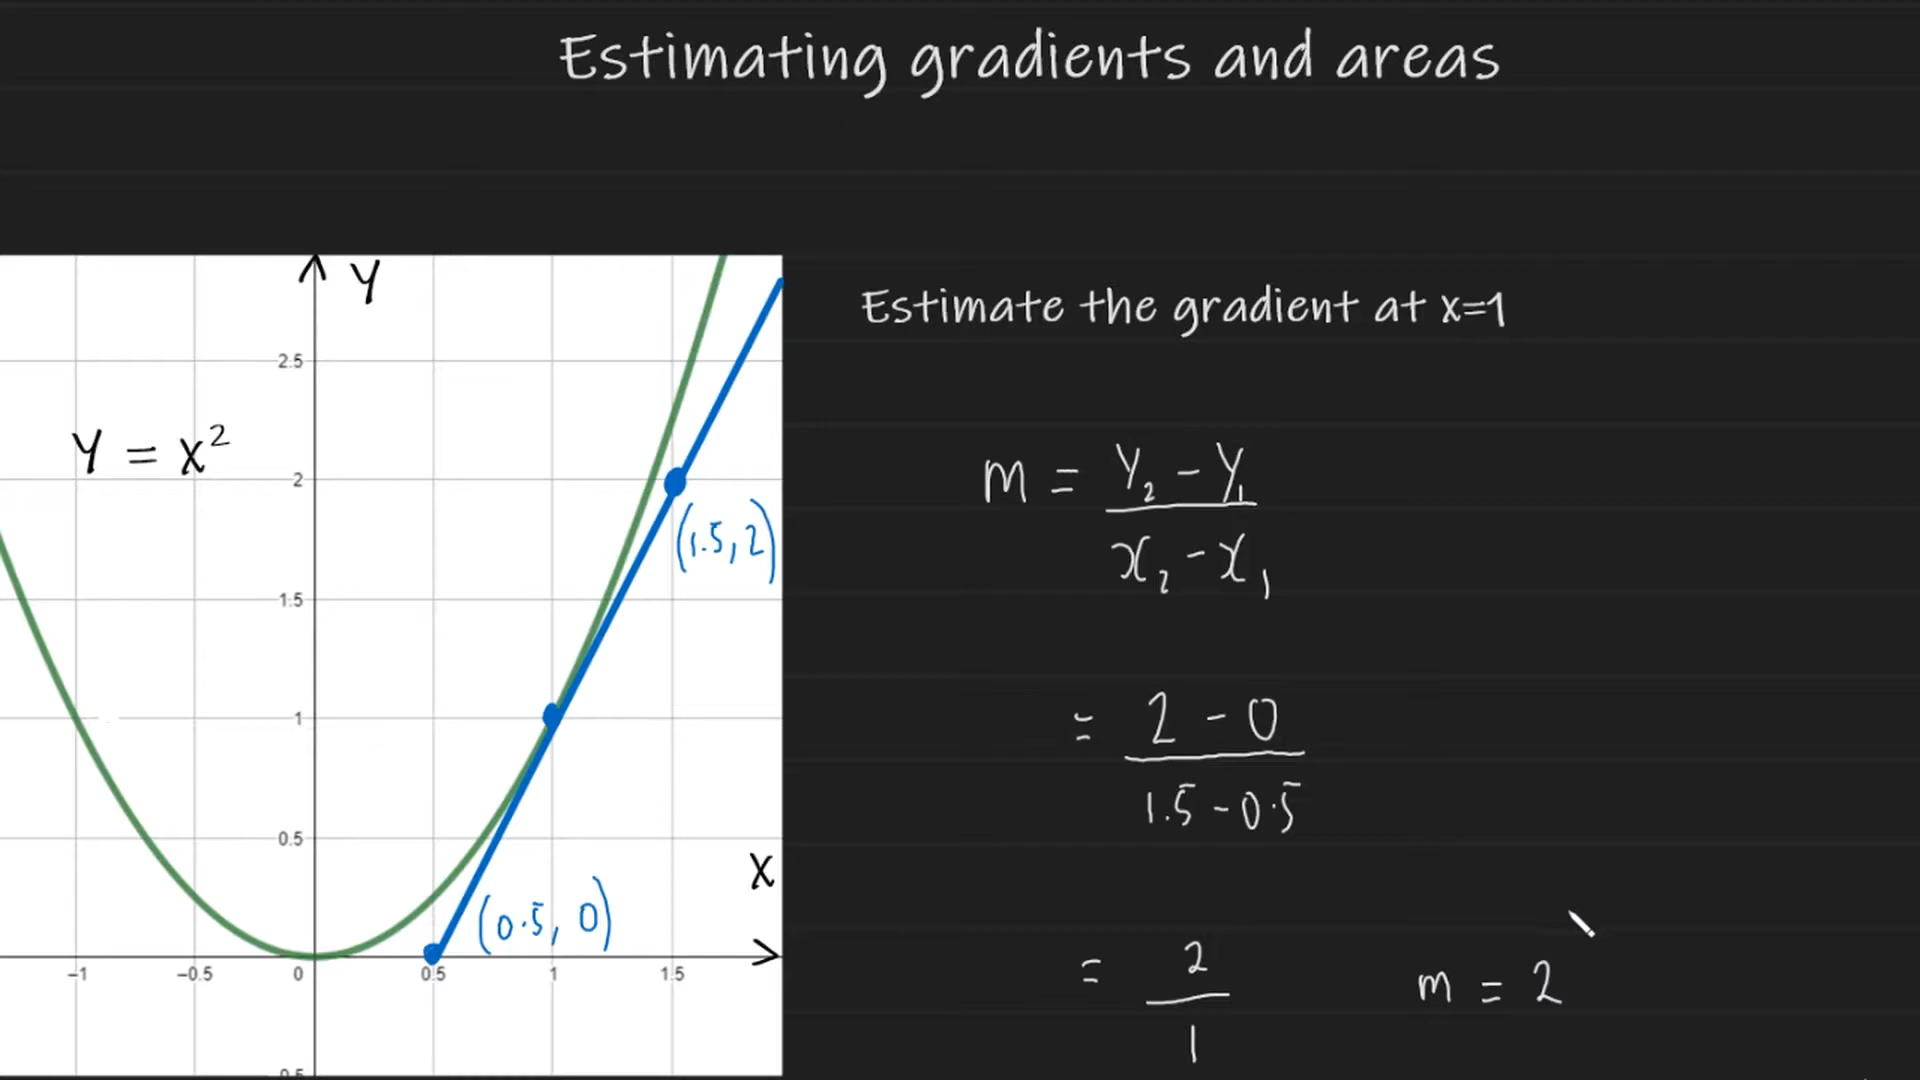 Estimating gradients and areas
Y
2.5
Y = x²
2
(1.5, 2)
1.5
1
0.5
X
(0.5, 0)
-1 -0.5 0 0.5 1 1.5
0.5
Estimate the gradient at x=1
m = Y₂ - Y₁
x₂ - x₁
= 2 - 0
1.5 - 0.5
= 2
1
m = 2